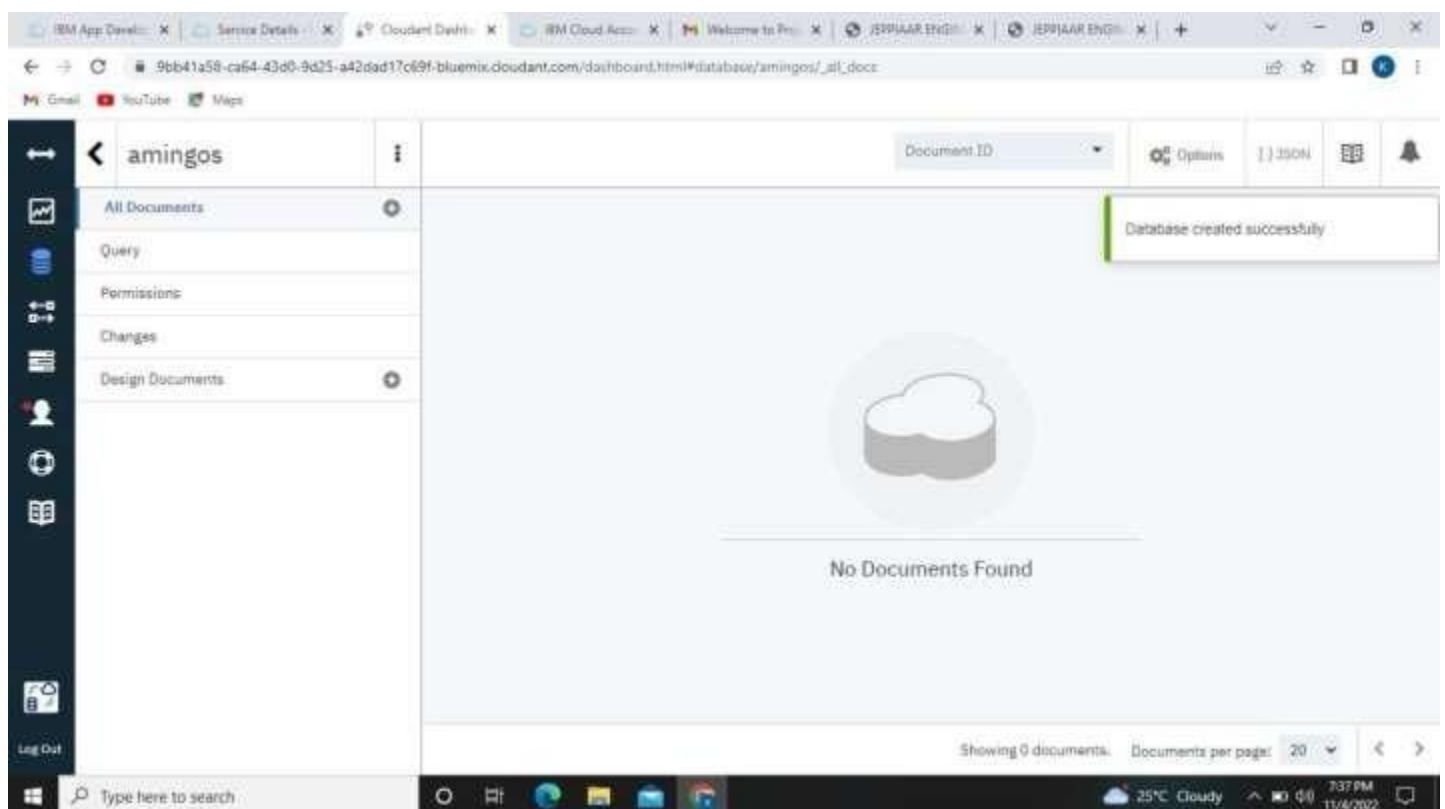 IBM App Develo
Service Details -
Cloudant Dashb
IBM Cloud Acce
Welcome to Pro
JEPPIAAR ENGIN
JEPPIAAR ENGIN
9bb41a58-ca64-43d0-9d25-a42dad17c69f-bluemix.cloudant.com/dashboard.html#database/amingos/_all_docs
K
Gmail YouTube Maps
amingos
Document ID
Options
{ } JSON
All Documents
Database created successfully
Query
Permissions
Changes
Design Documents
No Documents Found
Log Out
Showing 0 documents. Documents per page: 20
Type here to search
25°C Cloudy
7:37 PM